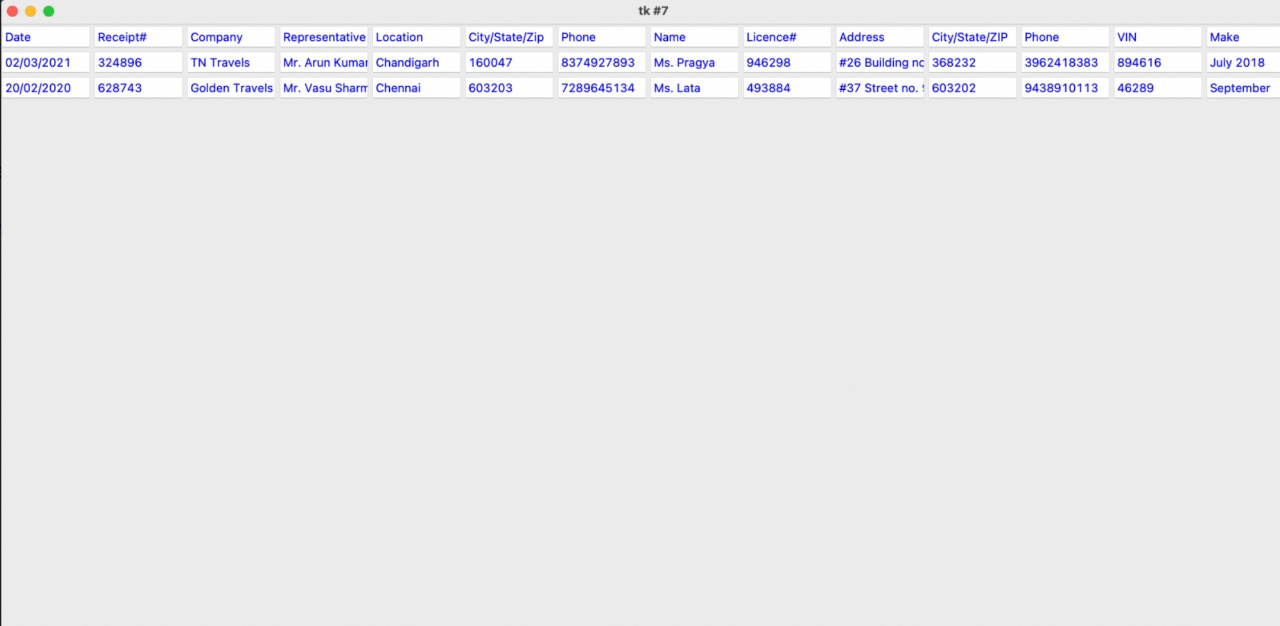 tk #7
Date Receipt# Company Representative Location City/State/Zip Phone Name Licence# Address City/State/ZIP Phone VIN Make
02/03/2021 324896 TN Travels Mr. Arun Kumar Chandigarh 160047 8374927893 Ms. Pragya 946298 #26 Building 368232 3962418383 894616 July 2018
20/02/2020 628743 Golden Travels Mr. Vasu Chennai 603203 7289645134 Ms. Lata 493884 #37 Street no. 603202 9438910113 46289 September